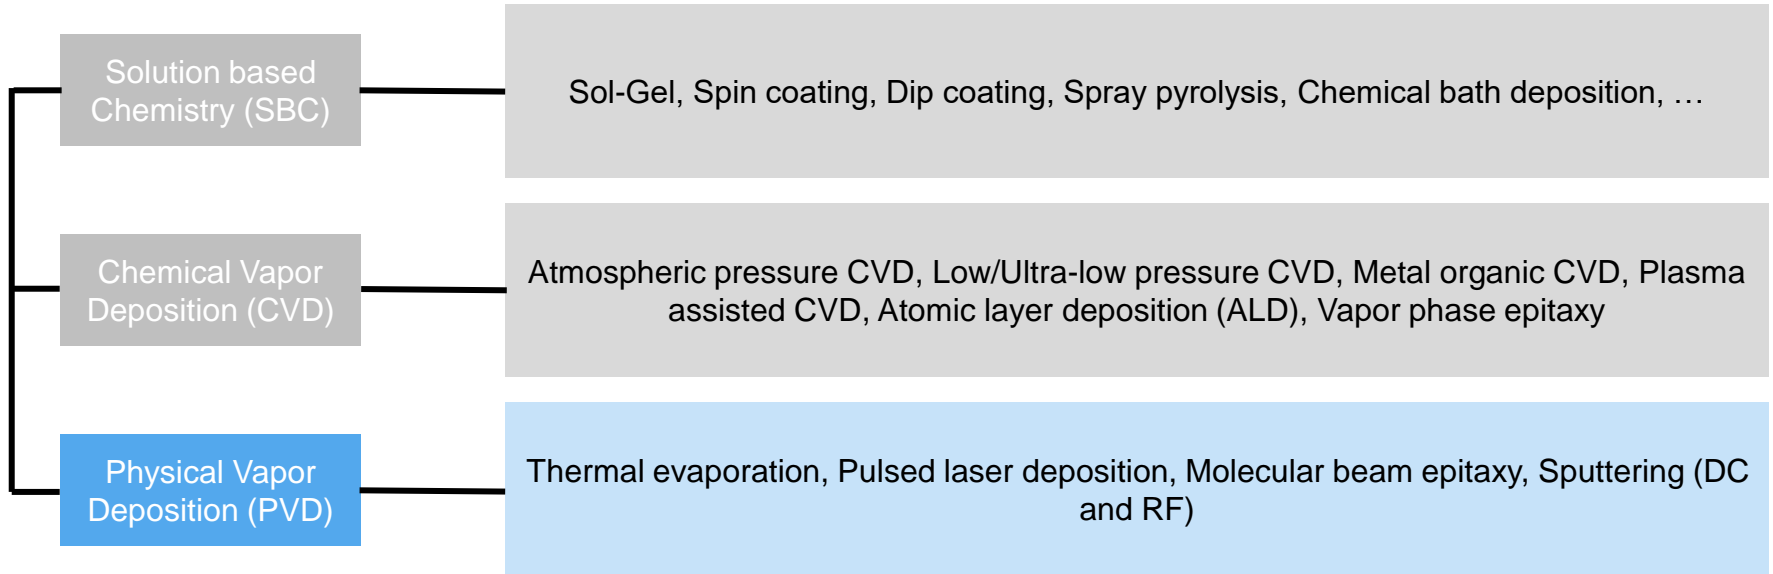 Solution based
Chemistry (SBC)
Sol-Gel, Spin coating, Dip coating, Spray pyrolysis, Chemical bath deposition, …
Chemical Vapor
Deposition (CVD)
Atmospheric pressure CVD, Low/Ultra-low pressure CVD, Metal organic CVD, Plasma
assisted CVD, Atomic layer deposition (ALD), Vapor phase epitaxy
Physical Vapor
Deposition (PVD)
Thermal evaporation, Pulsed laser deposition, Molecular beam epitaxy, Sputtering (DC
and RF)